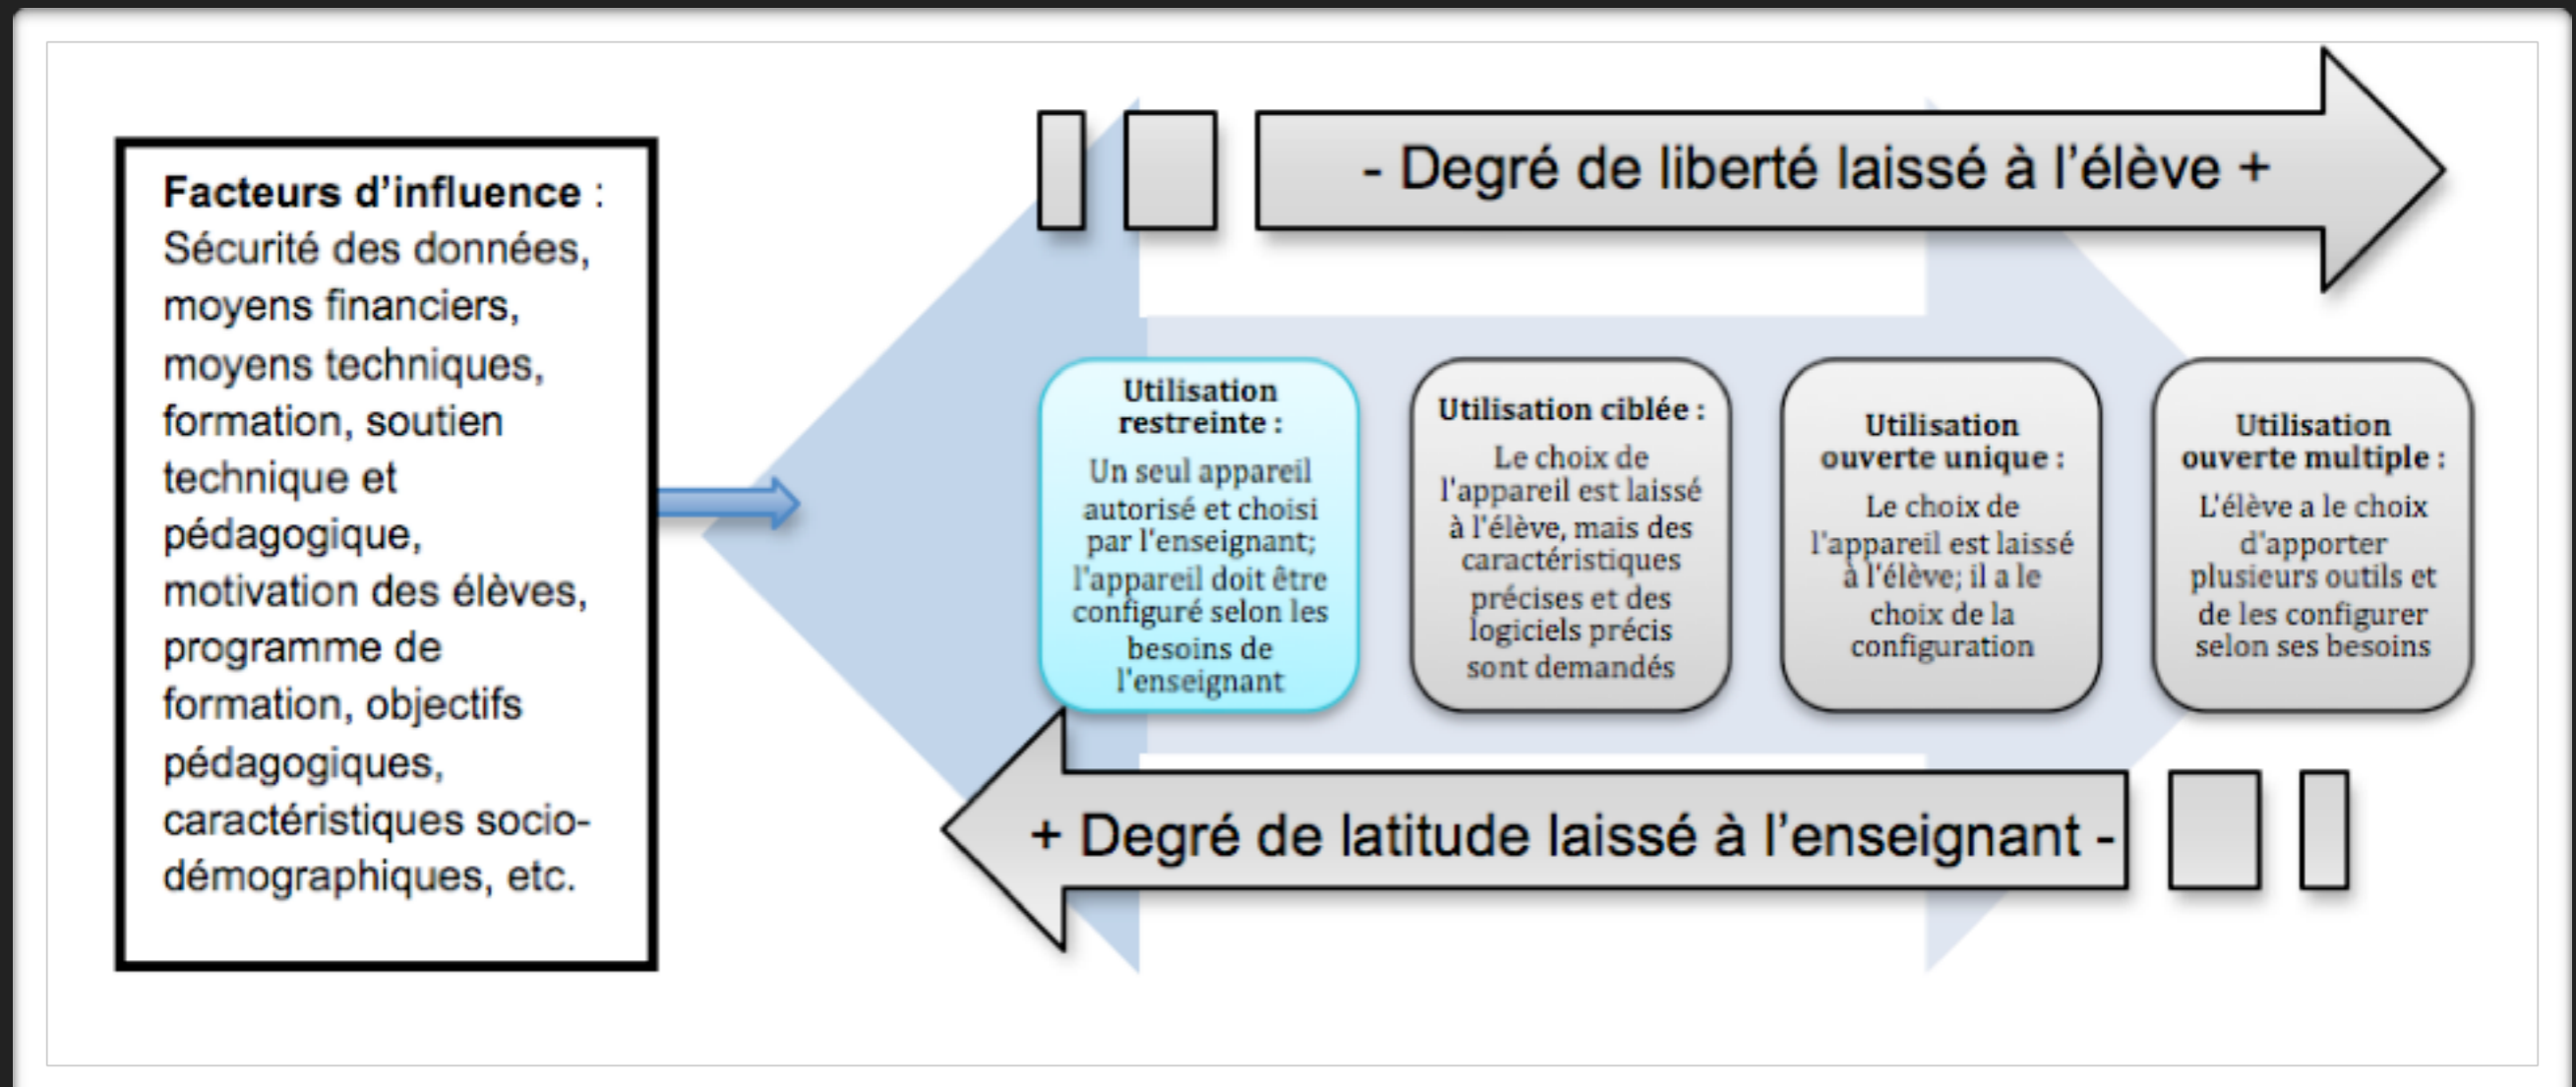 Facteurs d’influence :
Sécurité des données,
moyens financiers,
moyens techniques,
formation, soutien
technique et
pédagogique,
motivation des élèves,
programme de
formation, objectifs
pédagogiques,
caractéristiques socio-
démographiques, etc.
- Degré de liberté laissé à l’élève +
Utilisation
restreinte :
Un seul appareil
autorisé et choisi
par l'enseignant;
l'appareil doit être
configuré selon les
besoins de
l'enseignant
Utilisation ciblée :
Le choix de
l'appareil est laissé
à l'élève, mais des
caractéristiques
précises et des
logiciels précis
sont demandés
Utilisation
ouverte unique :
Le choix de
l'appareil est laissé
à l'élève; il a le
choix de la
configuration
Utilisation
ouverte multiple :
L'élève a le choix
d'apporter
plusieurs outils et
de les configurer
selon ses besoins
+ Degré de latitude laissé à l’enseignant -